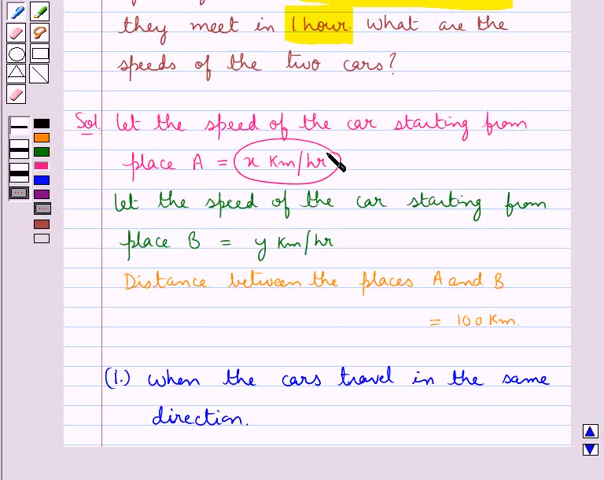 they meet in 1 hour what are the
speeds of the two cars?
Sol. Let the speed of the car starting from
place A = x Km/hr
Let the speed of the car starting from
place B = y Km/hr
Distance between the places A and B
= 100 Km.
(1.) when the cars travel in the same
direction.